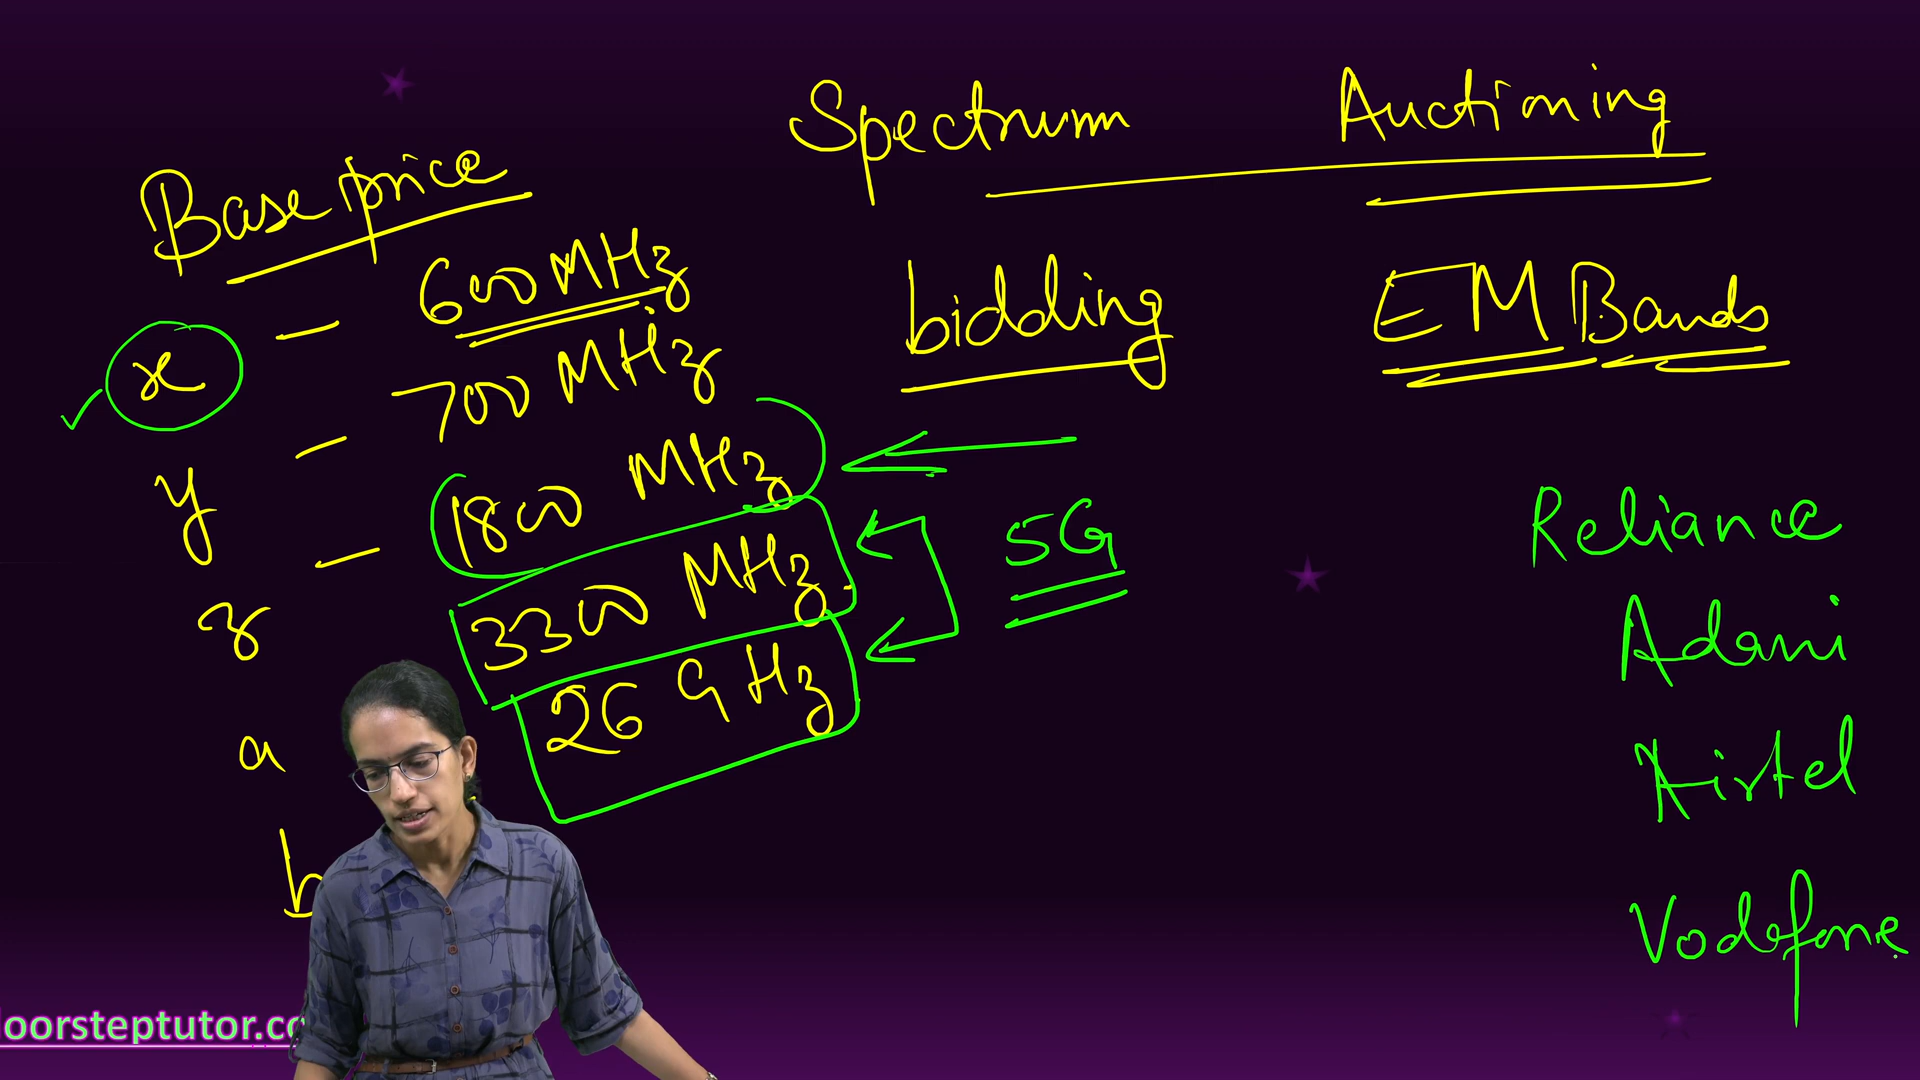 Spectrum Auctioning
Base price
bidding
EM Bands
x - 600 MHz
y - 700 MHz
z - 1800 MHz
a 3300 MHz
b 26 GHz
5G
Reliance
Adani
Airtel
Vodafone
doorsteptutor.co